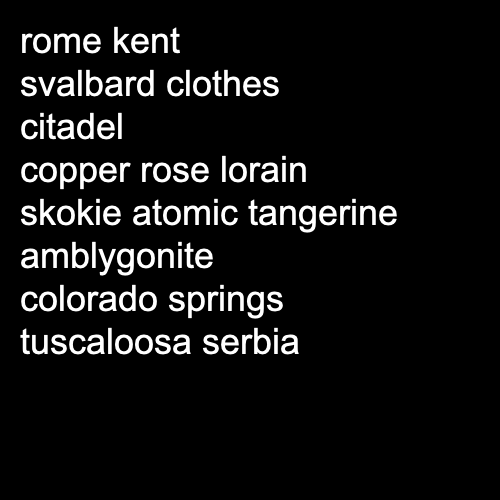 rome kent
svalbard clothes
citadel
copper rose lorain
skokie atomic tangerine
amblygonite
colorado springs
tuscaloosa serbia